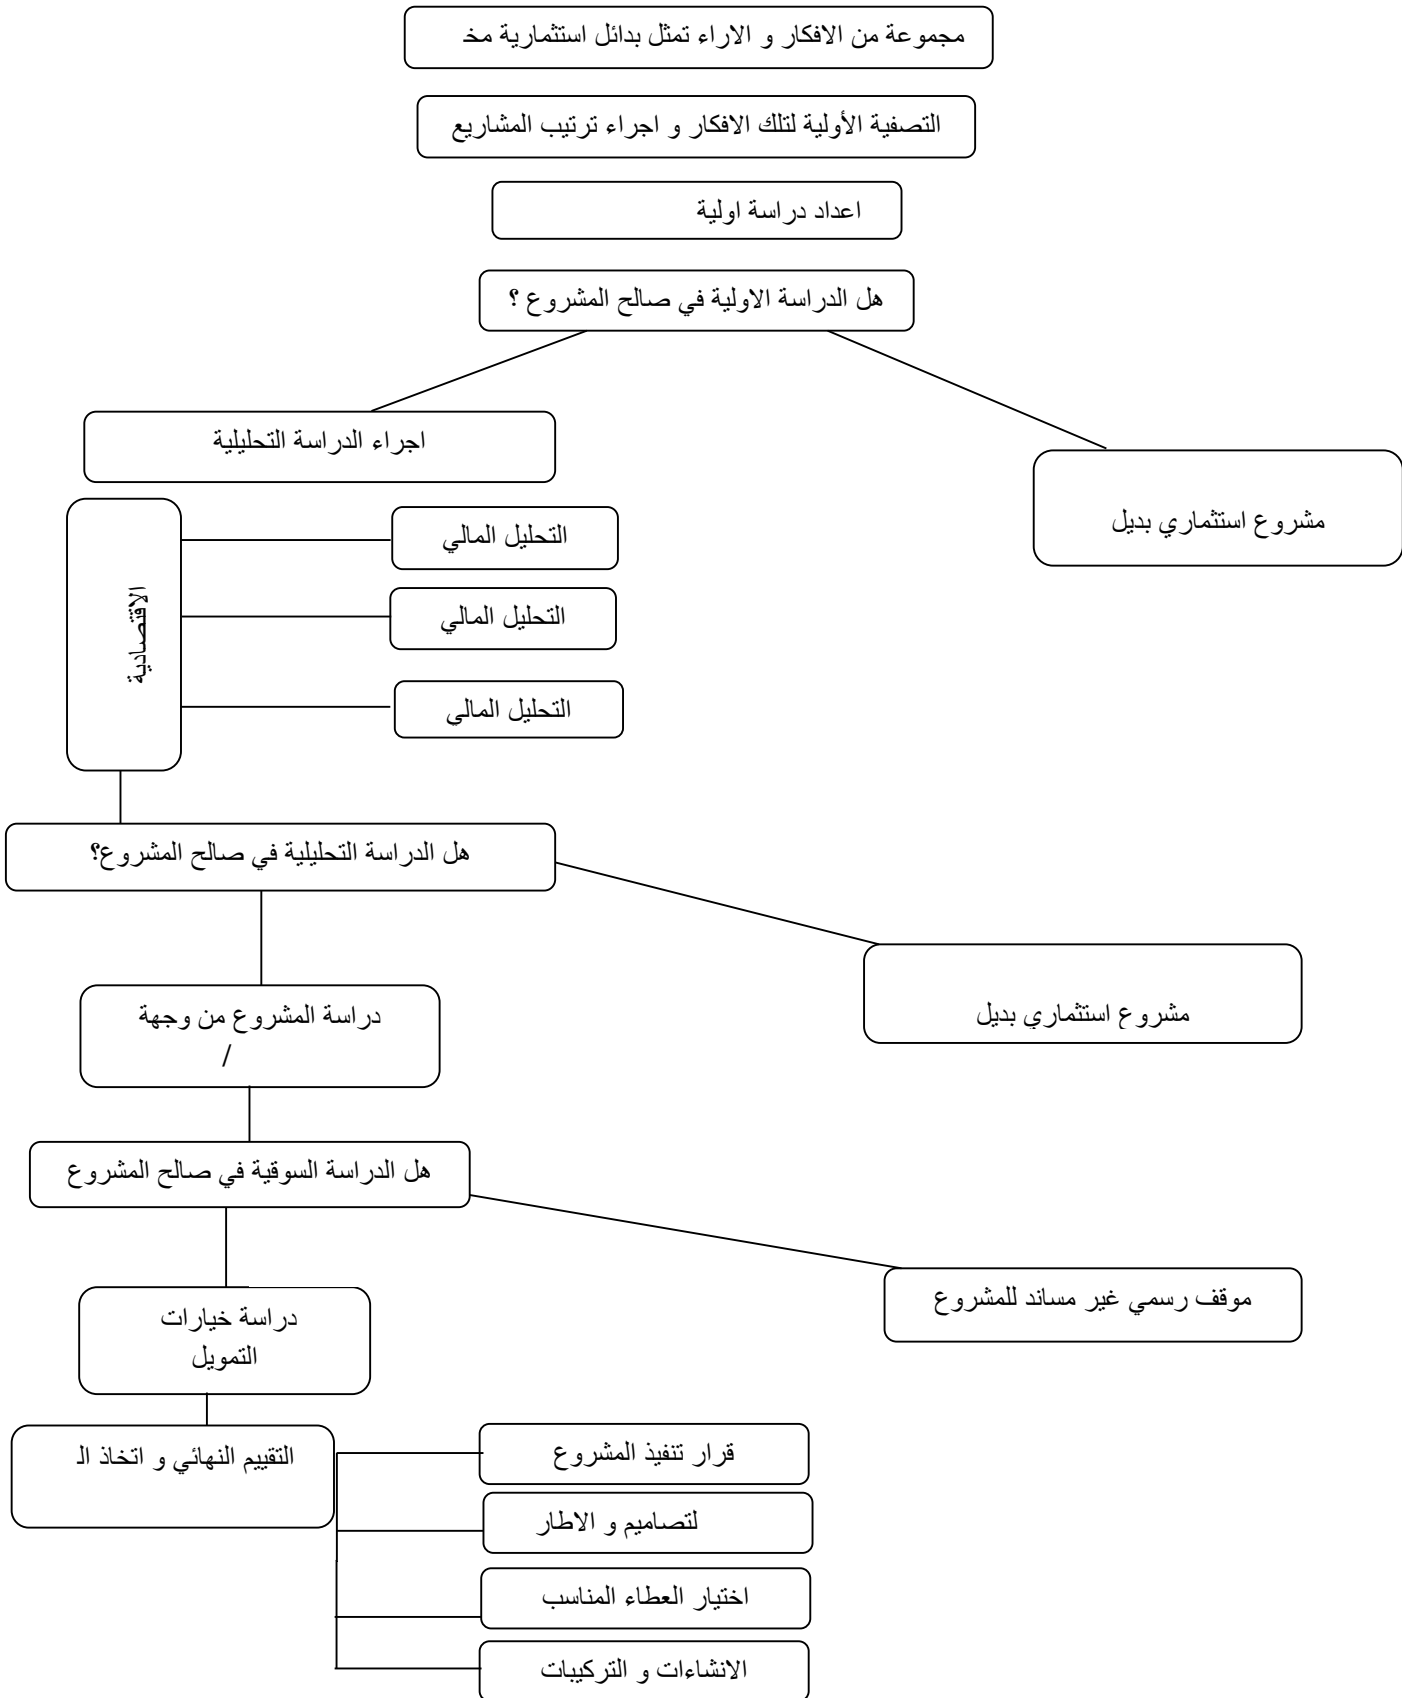 مجموعة من الافكار و الاراء تمثل بدائل استثمارية مخـ
التصفية الأولية لتلك الافكار و اجراء ترتيب المشاريع
اعداد دراسة اولية
هل الدراسة الاولية في صالح المشروع ؟
اجراء الدراسة التحليلية
مشروع استثماري بديل
التحليل المالي
الاقتصادية
التحليل المالي
التحليل المالي
هل الدراسة التحليلية في صالح المشروع؟
مشروع استثماري بديل
دراسة المشروع من وجهة
/
هل الدراسة السوقية في صالح المشروع
موقف رسمي غير مساند للمشروع
دراسة خيارات
التمويل
التقييم النهائي و اتخاذ الـ
قرار تنفيذ المشروع
لتصاميم و الاطار
اختيار العطاء المناسب
الانشاءات و التركيبات